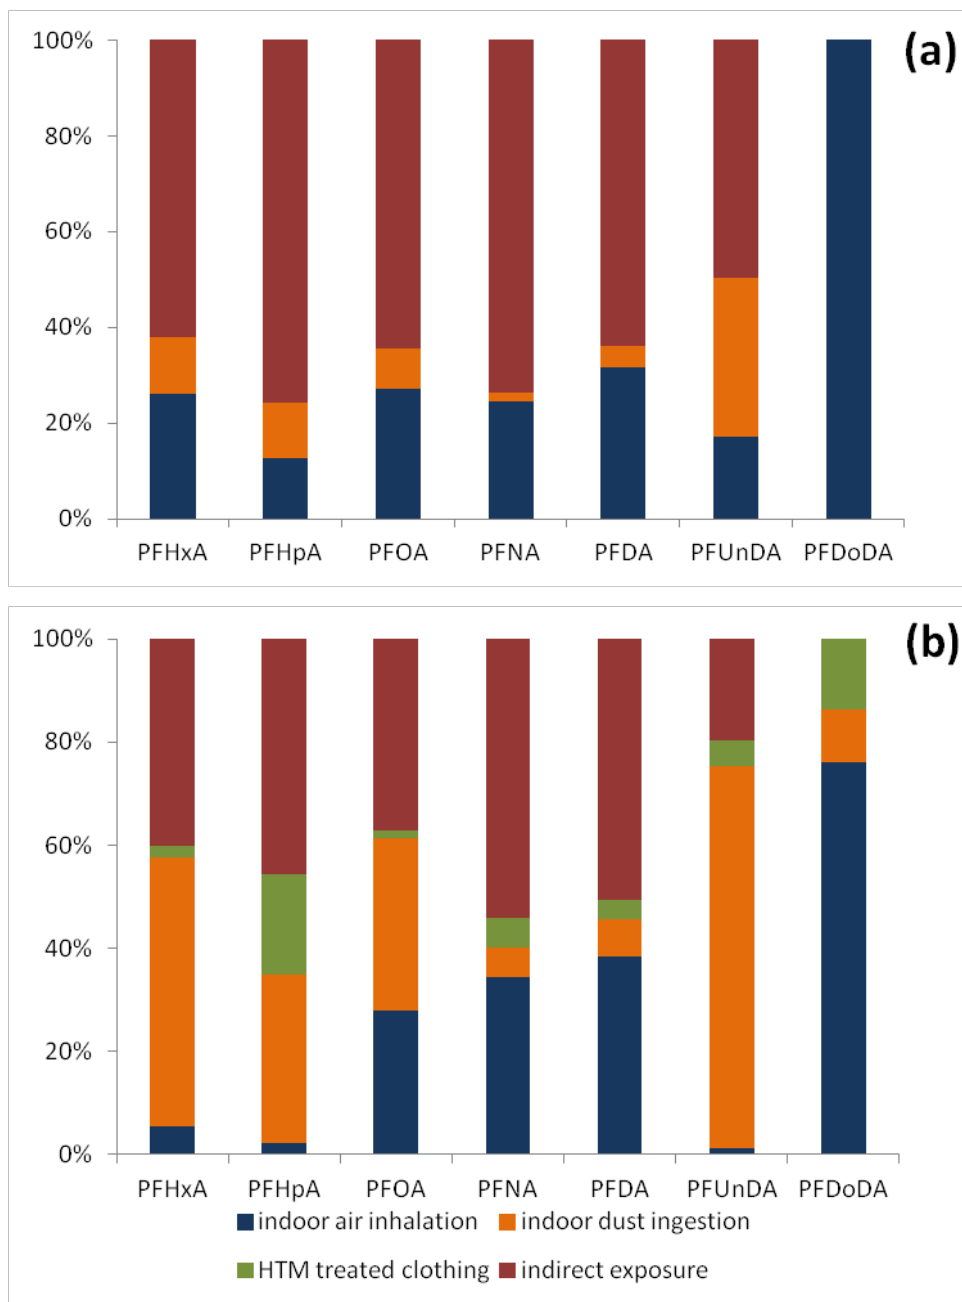 (a)
100%
80%
60%
40%
20%
0%
PFHxA PFHpA PFOA PFNA PFDA PFUnDA PFDoDA
(b)
100%
80%
60%
40%
20%
0%
PFHxA PFHpA PFOA PFNA PFDA PFUnDA PFDoDA
indoor air inhalation indoor dust ingestion
HTM treated clothing indirect exposure